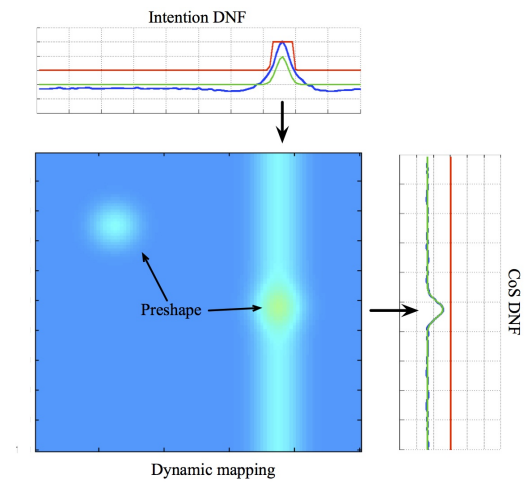 Intention DNF
Preshape
CoS DNF
Dynamic mapping